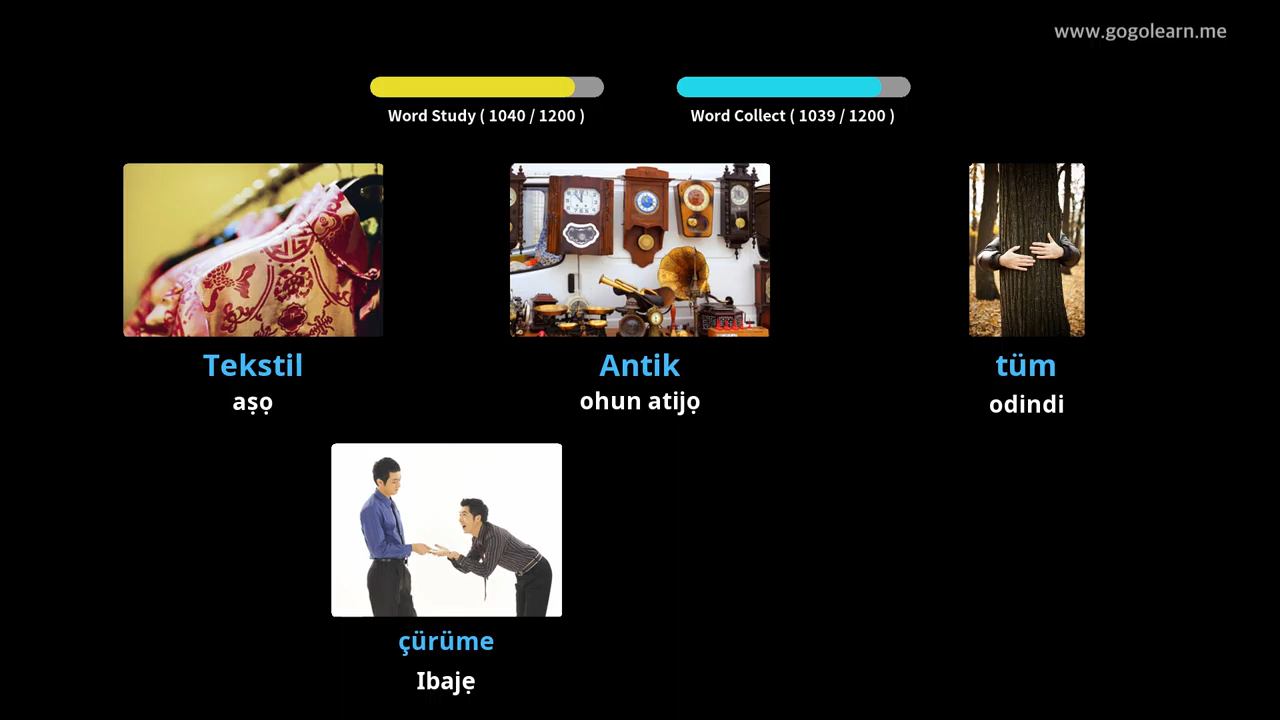 www.gogolearn.me
Word Study ( 1040 / 1200 )
Word Collect ( 1039 / 1200 )
Tekstil
aṣọ
Antik
ohun atijọ
tüm
odindi
çürüme
Ibajẹ